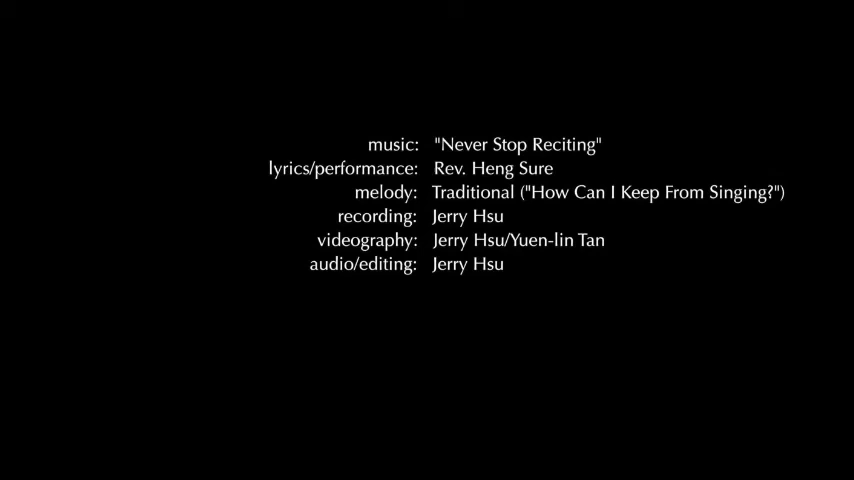 music: "Never Stop Reciting"
lyrics/performance: Rev. Heng Sure
melody: Traditional ("How Can I Keep From Singing?")
recording: Jerry Hsu
videography: Jerry Hsu/Yuen-lin Tan
audio/editing: Jerry Hsu